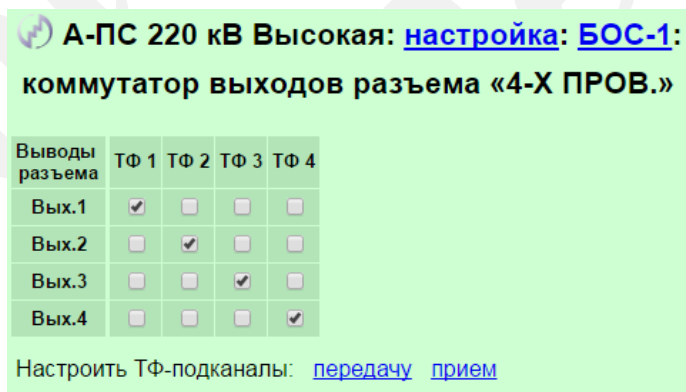 А-ПС 220 кВ Высокая: настройка: БОС-1:
коммутатор выходов разъема «4-Х ПРОВ.»
Выводы разъема ТФ 1 ТФ 2 ТФ 3 ТФ 4
Вых.1
Вых.2
Вых.3
Вых.4
Настроить ТФ-подканалы: передачу прием